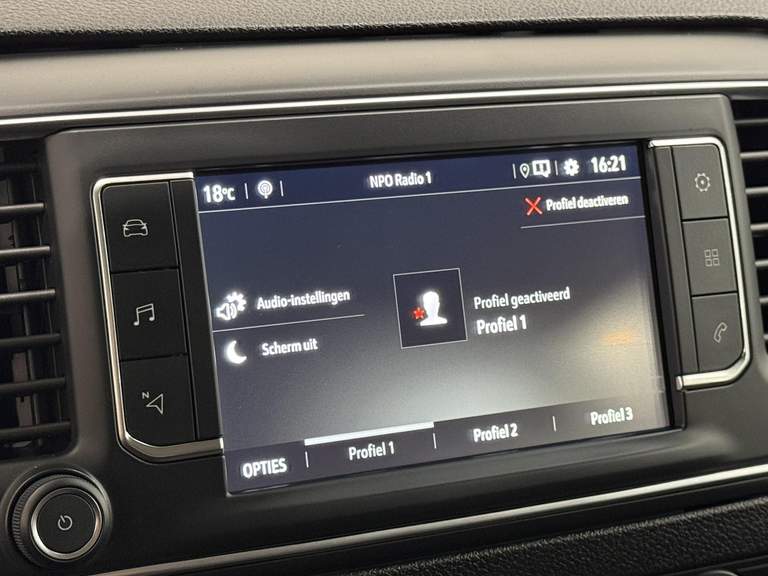 18°C
NPO Radio 1
16:21
Profiel deactiveren
Audio-instellingen
Profiel geactiveerd
Profiel 1
Scherm uit
N
OPTIES
Profiel 1
Profiel 2
Profiel 3